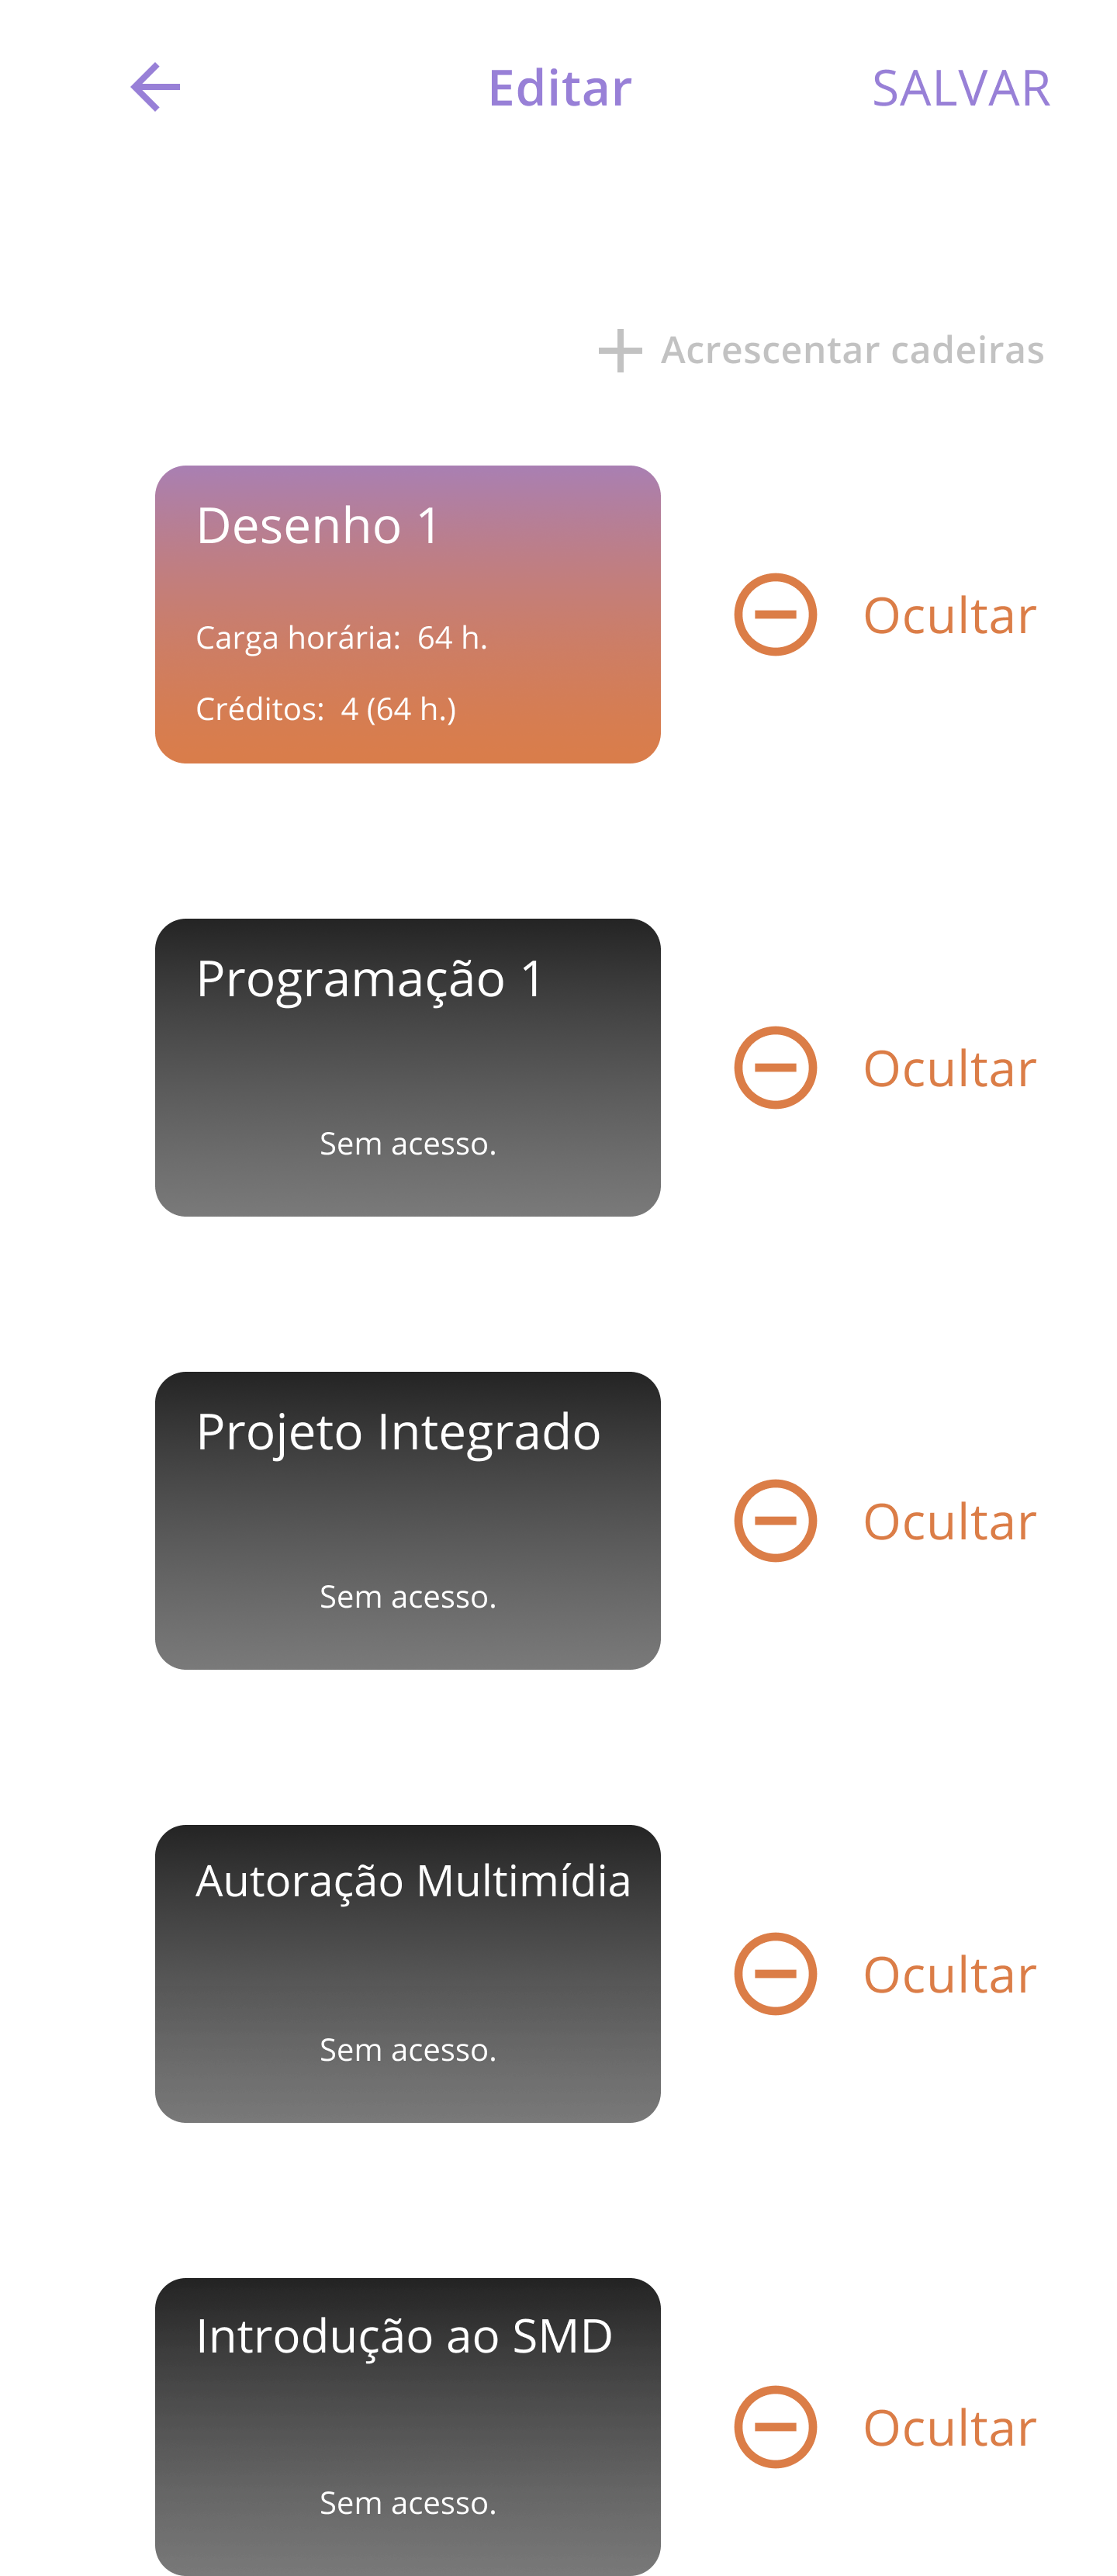 Editar SALVAR
Acrescentar cadeiras
Desenho 1
Carga horária: 64 h.
Créditos: 4 (64 h.)
Ocultar
Programação 1
Sem acesso.
Ocultar
Projeto Integrado
Sem acesso.
Ocultar
Autoração Multimídia
Sem acesso.
Ocultar
Introdução ao SMD
Sem acesso.
Ocultar